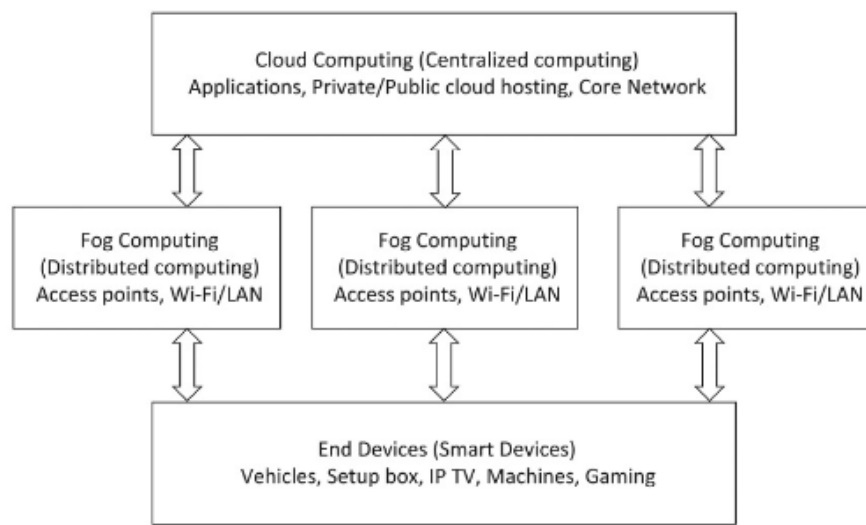 Cloud Computing (Centralized computing)
Applications, Private/Public cloud hosting, Core Network
Fog Computing
(Distributed computing)
Access points, Wi-Fi/LAN
Fog Computing
(Distributed computing)
Access points, Wi-Fi/LAN
Fog Computing
(Distributed computing)
Access points, Wi-Fi/LAN
End Devices (Smart Devices)
Vehicles, Setup box, IP TV, Machines, Gaming